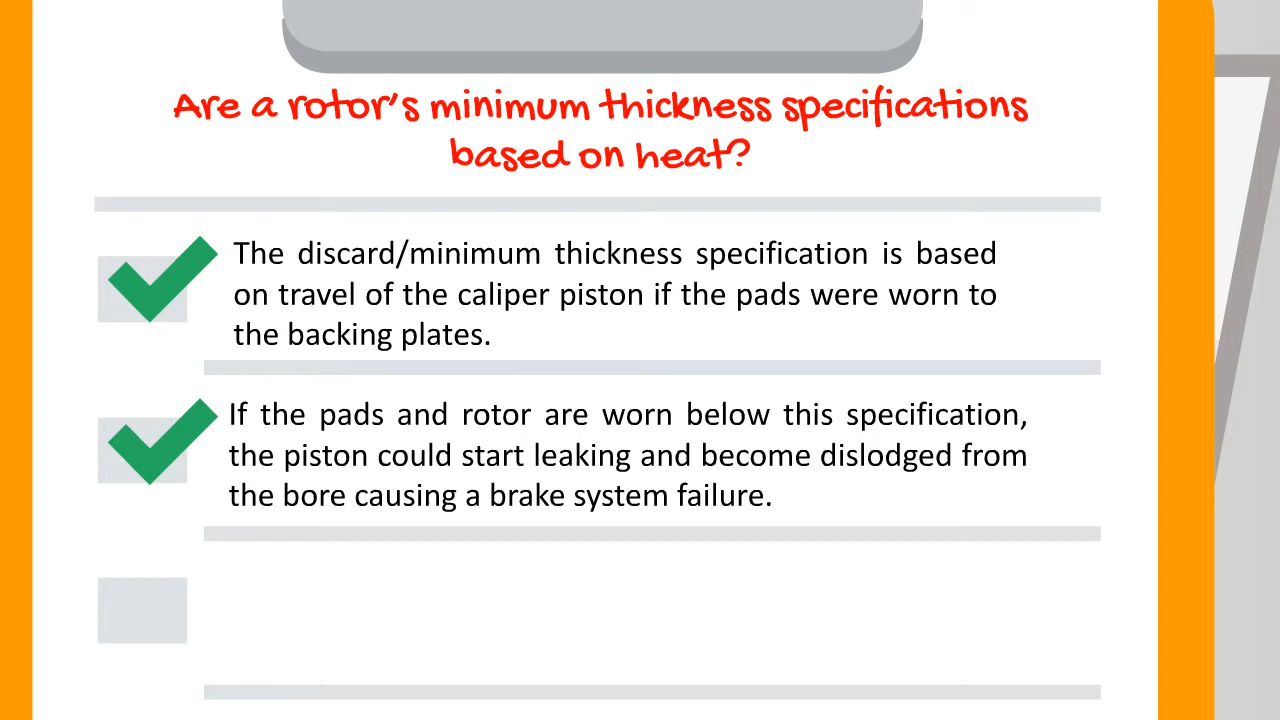 Are a rotor's minimum thickness specifications
based on heat?
The discard/minimum thickness specification is based
on travel of the caliper piston if the pads were worn to
the backing plates.
If the pads and rotor are worn below this specification,
the piston could start leaking and become dislodged from
the bore causing a brake system failure.